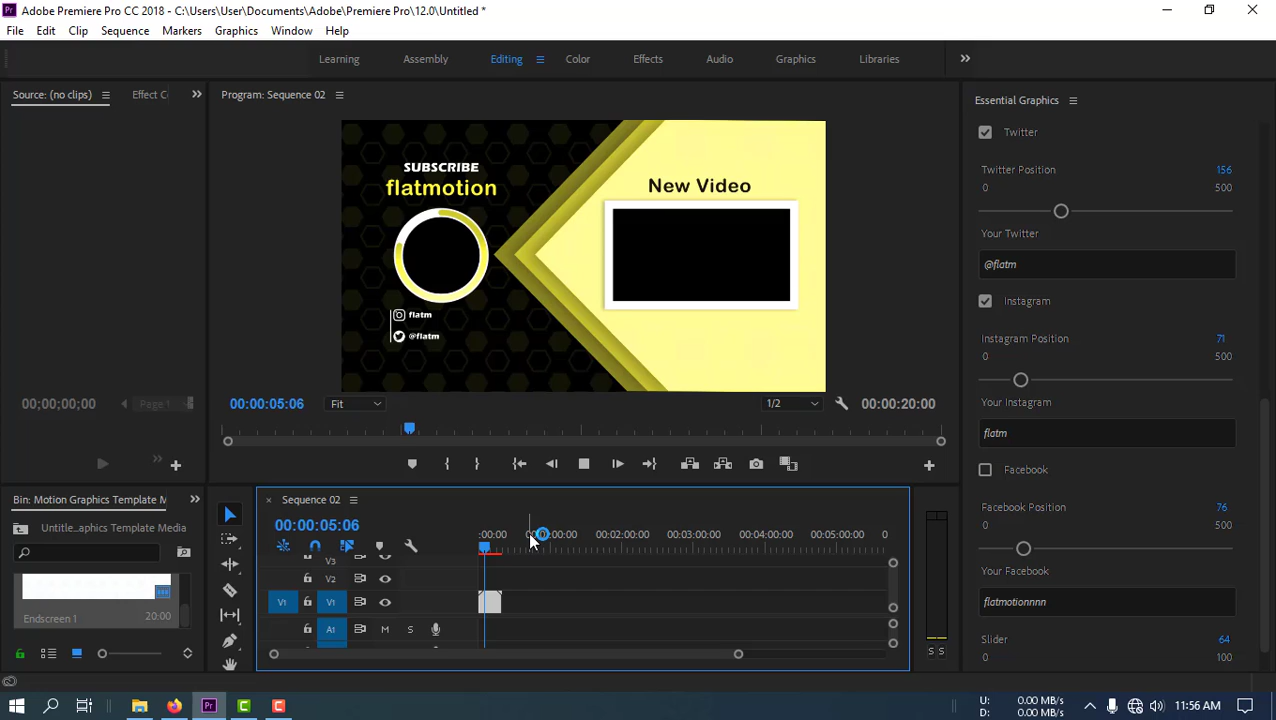 Adobe Premiere Pro CC 2018 - C:\Users\User\Documents\Adobe\Premiere Pro\12.0\Untitled *
File Edit Clip Sequence Markers Graphics Window Help
Learning Assembly Editing Color Effects Audio Graphics Libraries
Source: (no clips) Effect C
Program: Sequence 02
Essential Graphics
SUBSCRIBE
flatmotion
flatm
@flatm
New Video
00;00;00;00 Page 1
00:00:05:06 Fit 1/2 00:00:20:00
Twitter
Twitter Position 156
0 500
Your Twitter
@flatm
Instagram
Instagram Position 71
0 500
Your Instagram
flatm
Facebook
Facebook Position 76
0 500
Your Facebook
flatmotionnnn
Slider 64
0 100
Bin: Motion Graphics Template M
Untitle...aphics Template Media
Endscreen 1 20:00
Sequence 02
00:00:05:06
:00:00 00:02:00:00 00:03:00:00 00:04:00:00 00:05:00:00 0
V3
V2
V1 V1
A1 M S
S S
U: 0.00 MB/s
D: 0.00 MB/s
11:56 AM